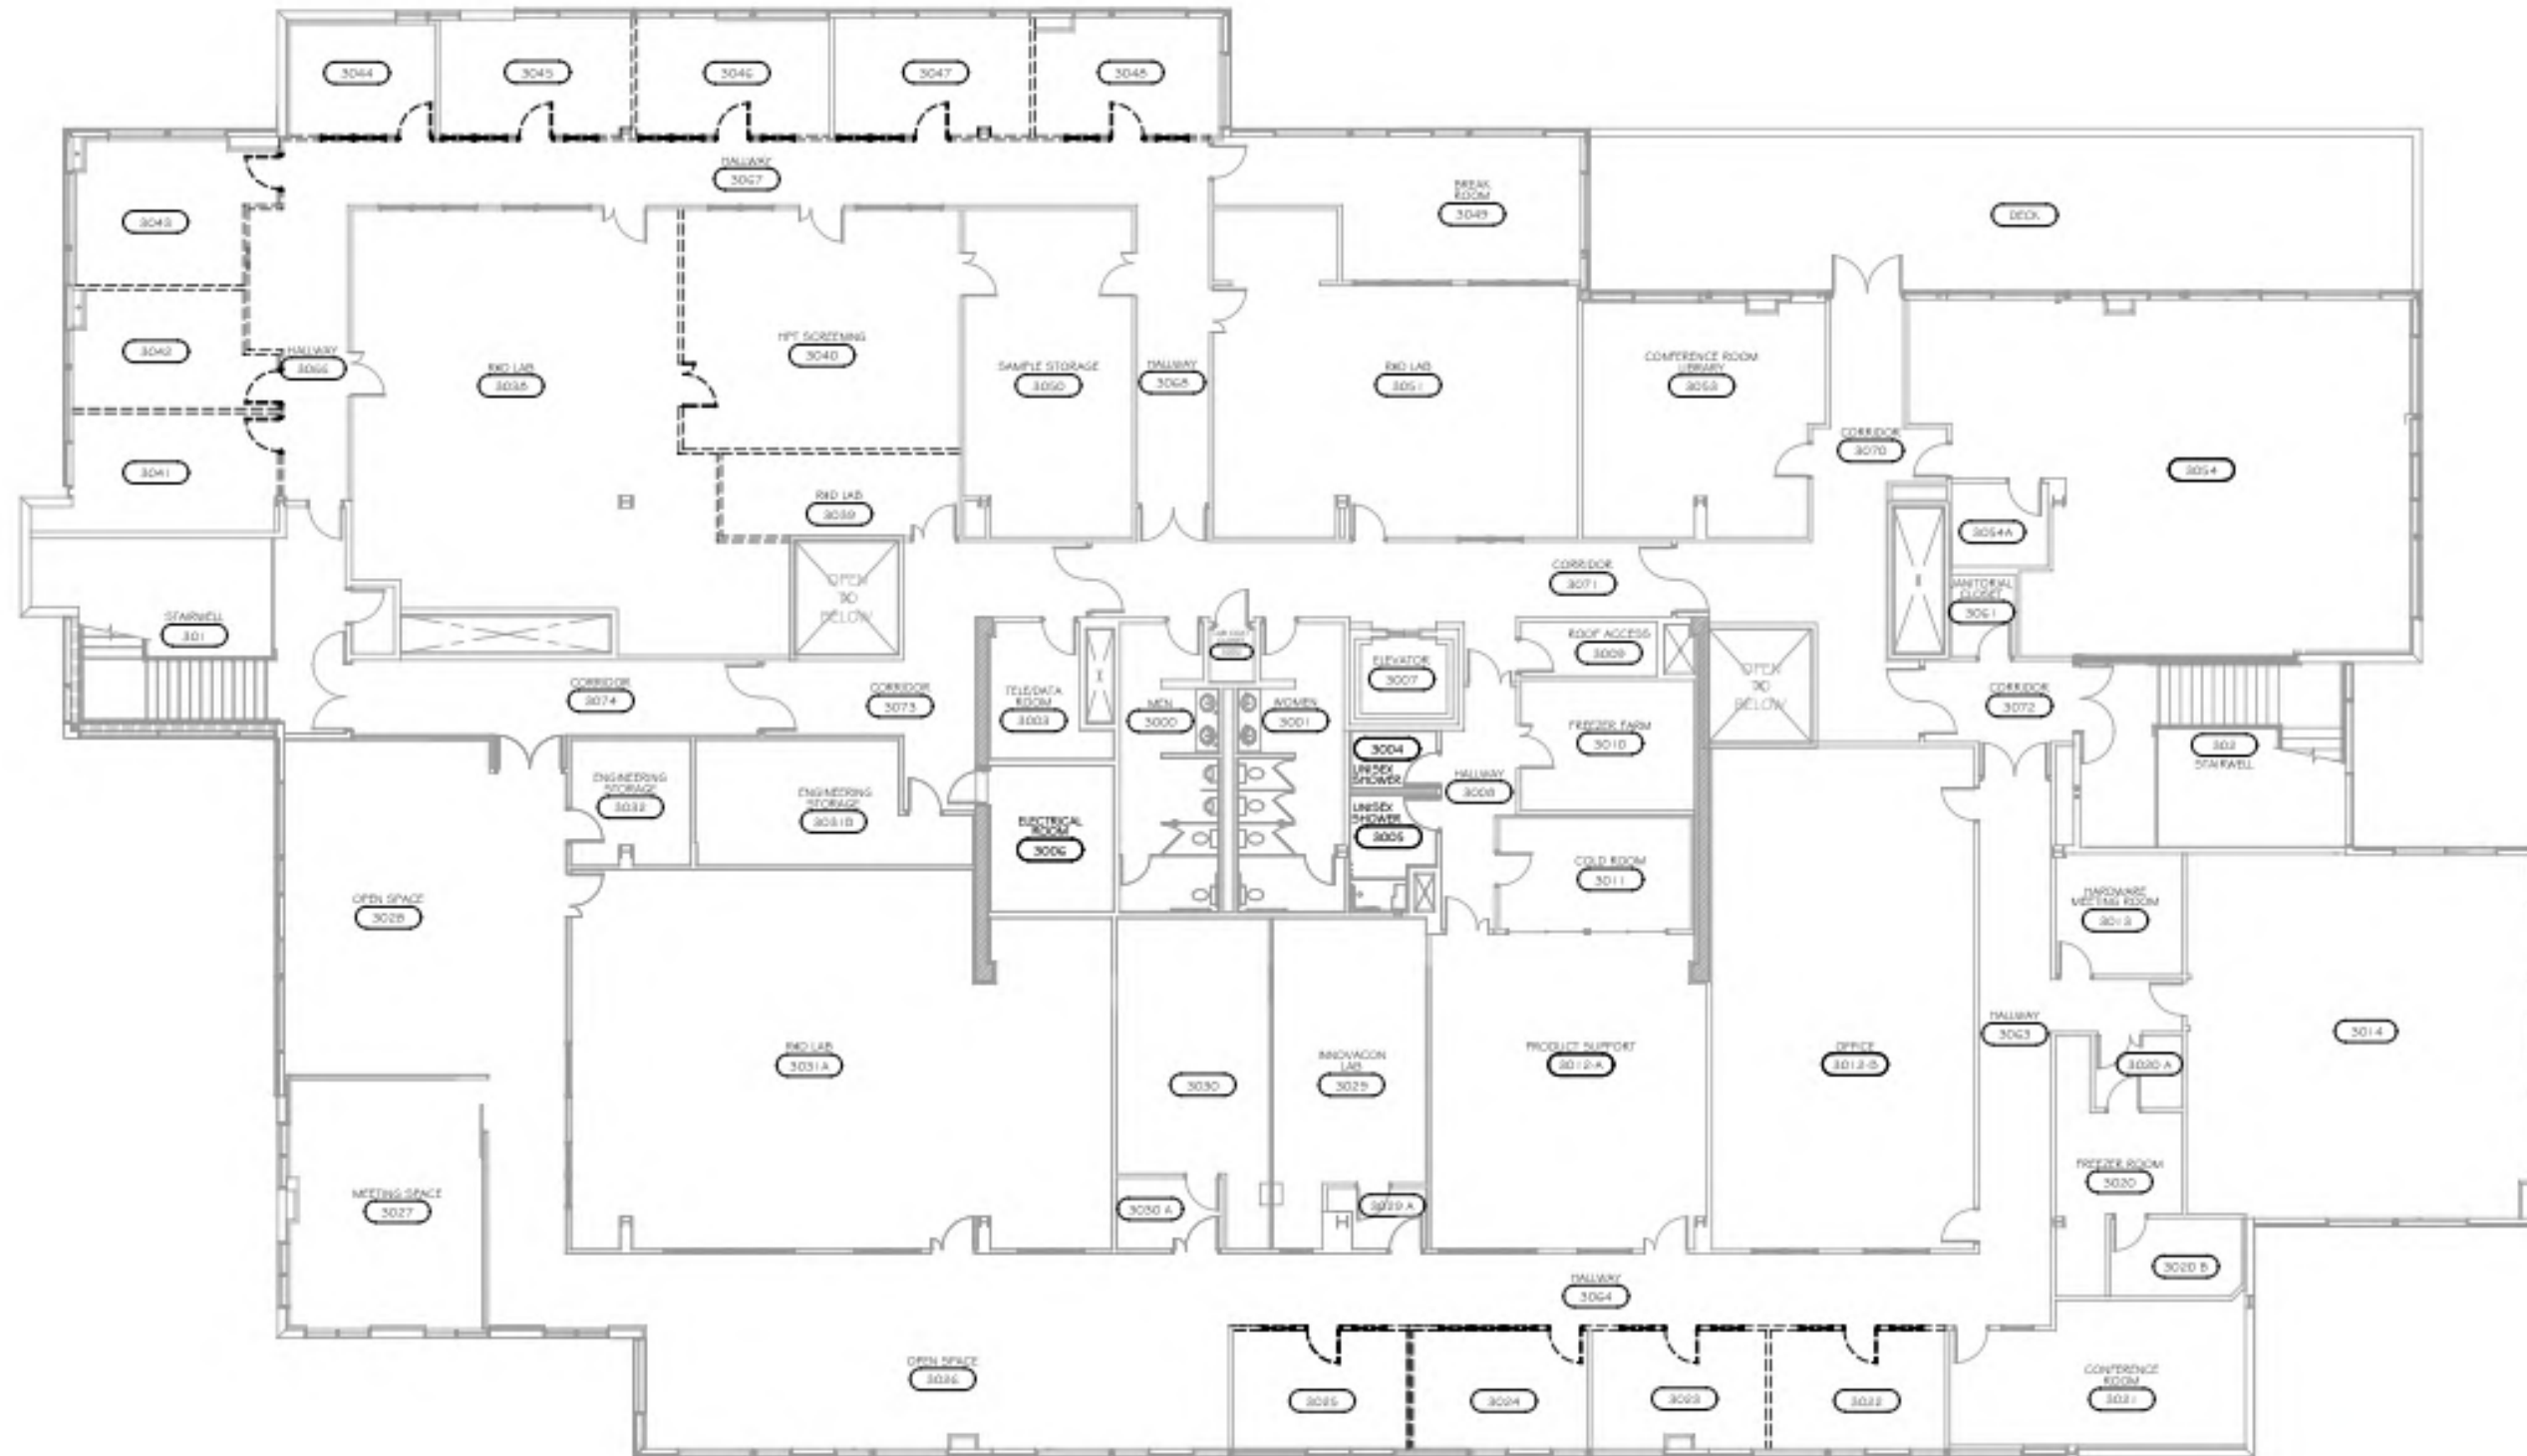 3044
3045
3046
3047
3048
HALLWAY
3067
3043
BREAK
ROOM
3049
DECK
3042
HALLWAY
3066
R&D LAB
3038
HPT SCREENING
3040
SAMPLE STORAGE
3050
HALLWAY
3068
R&D LAB
3051
CONFERENCE ROOM
LIBRARY
3053
CORRIDOR
3070
3054
3041
R&D LAB
3039
3054A
STAIRWELL
301
OPEN
TO
BELOW
CORRIDOR
3071
JANITORIAL
CLOSET
3061
CORRIDOR
3074
CORRIDOR
3073
TELE/DATA
ROOM
3003
MEN
3000
WOMEN
3001
ELEVATOR
3007
ROOF ACCESS
3009
OPEN
TO
BELOW
CORRIDOR
3072
302
STAIRWELL
FREEZER FARM
3010
3004
UNISEX
SHOWER
HALLWAY
3008
UNISEX
SHOWER
3005
ENGINEERING
STORAGE
3032
ENGINEERING
STORAGE
3031B
ELECTRICAL
ROOM
3006
COLD ROOM
3011
OPEN SPACE
3028
HARDWARE
MEETING ROOM
3013
R&D LAB
3031A
3030
INNOVACON
LAB
3029
PRODUCT SUPPORT
3012-A
OFFICE
3012-B
HALLWAY
3063
3014
3020 A
MEETING SPACE
3027
3030 A
3029 A
FREEZER ROOM
3020
3020 B
HALLWAY
3064
OPEN SPACE
3026
3025
3024
3023
3022
CONFERENCE
ROOM
3021